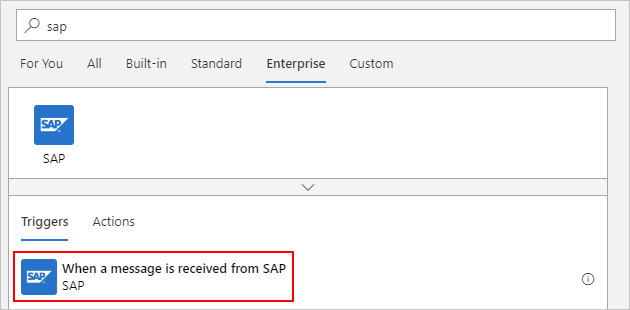 sap
For You All Built-in Standard Enterprise Custom
SAP
SAP
Triggers Actions
SAP When a message is received from SAP
SAP